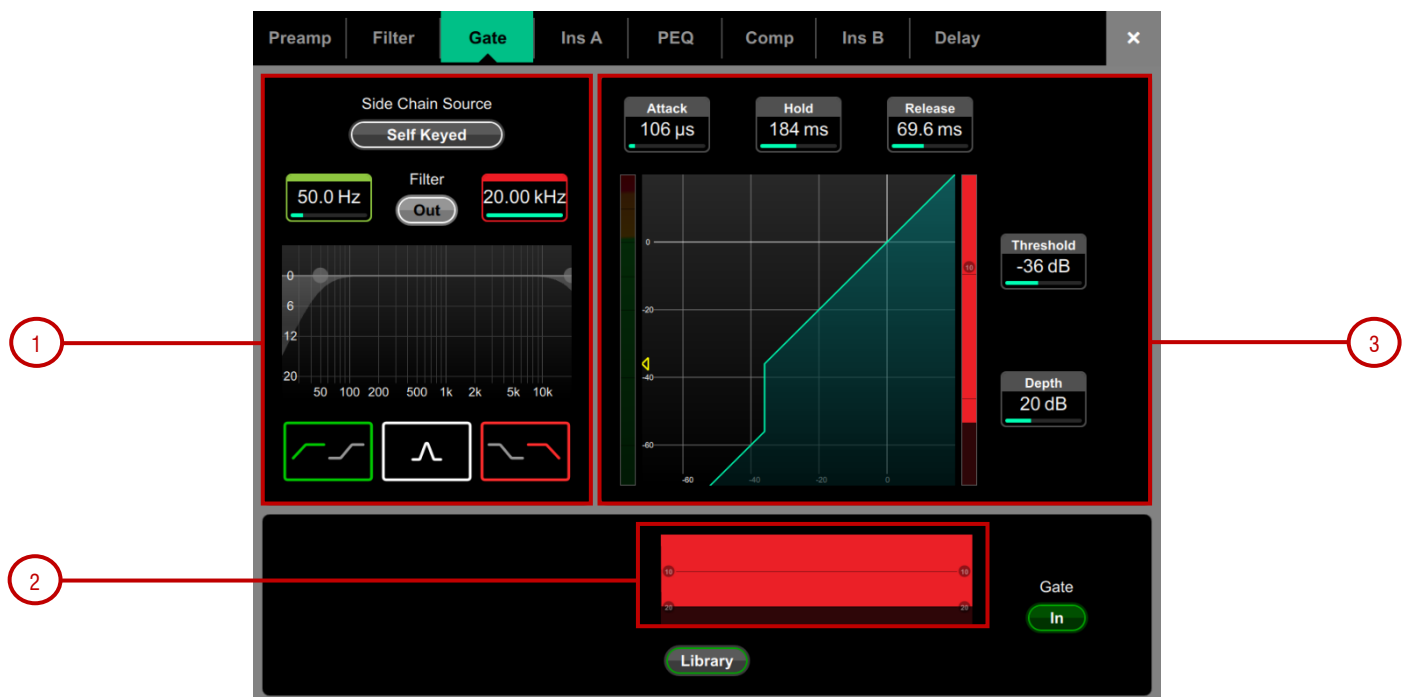 Preamp Filter Gate Ins A PEQ Comp Ins B Delay ×
Side Chain Source
Self Keyed
50.0 Hz
Filter
Out
20.00 kHz
0
6
12
20
50 100 200 500 1k 2k 5k 10k
1
Attack
106 µs
Hold
184 ms
Release
69.6 ms
0
-20
-40
-60
-60 -40 -20 0
10
Threshold
-36 dB
Depth
20 dB
3
2
10 10
20 20
Library
Gate
In